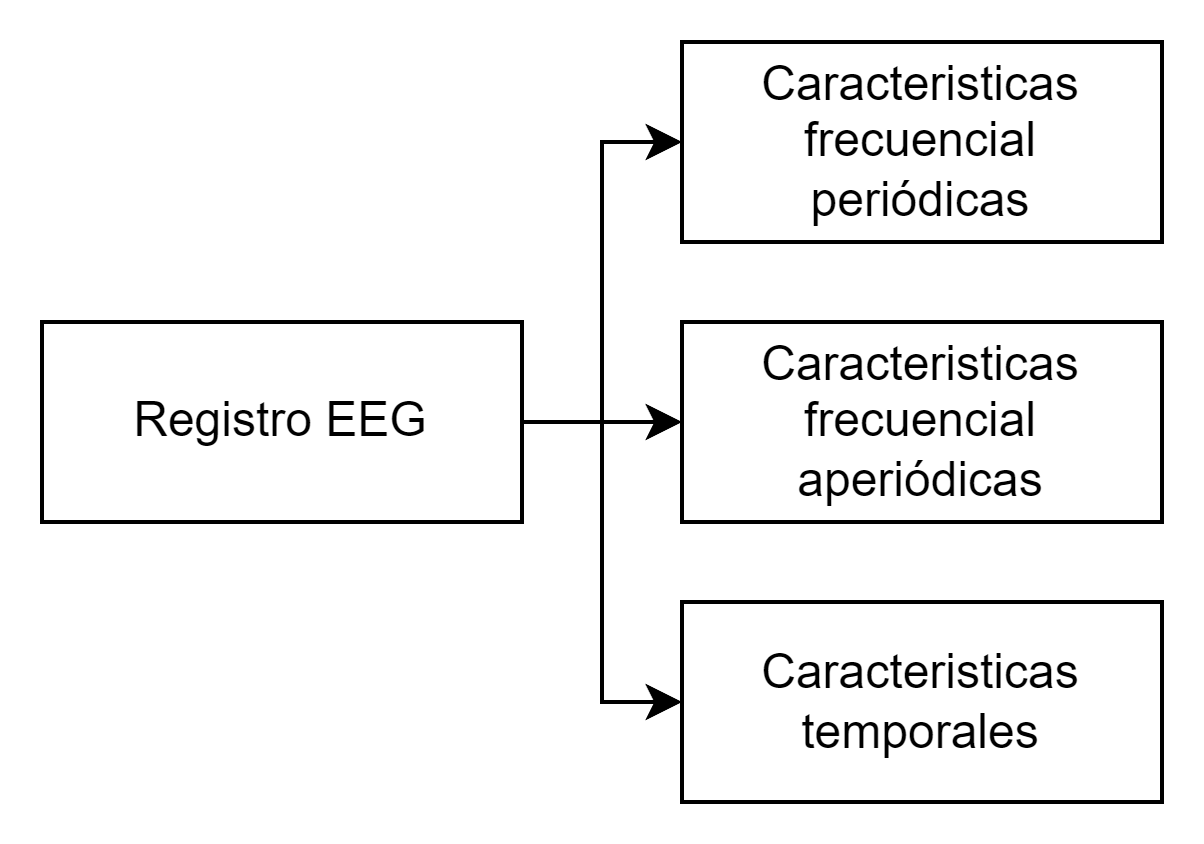 Caracteristicas
frecuencial
periódicas
Registro EEG
Caracteristicas
frecuencial
aperiódicas
Caracteristicas
temporales